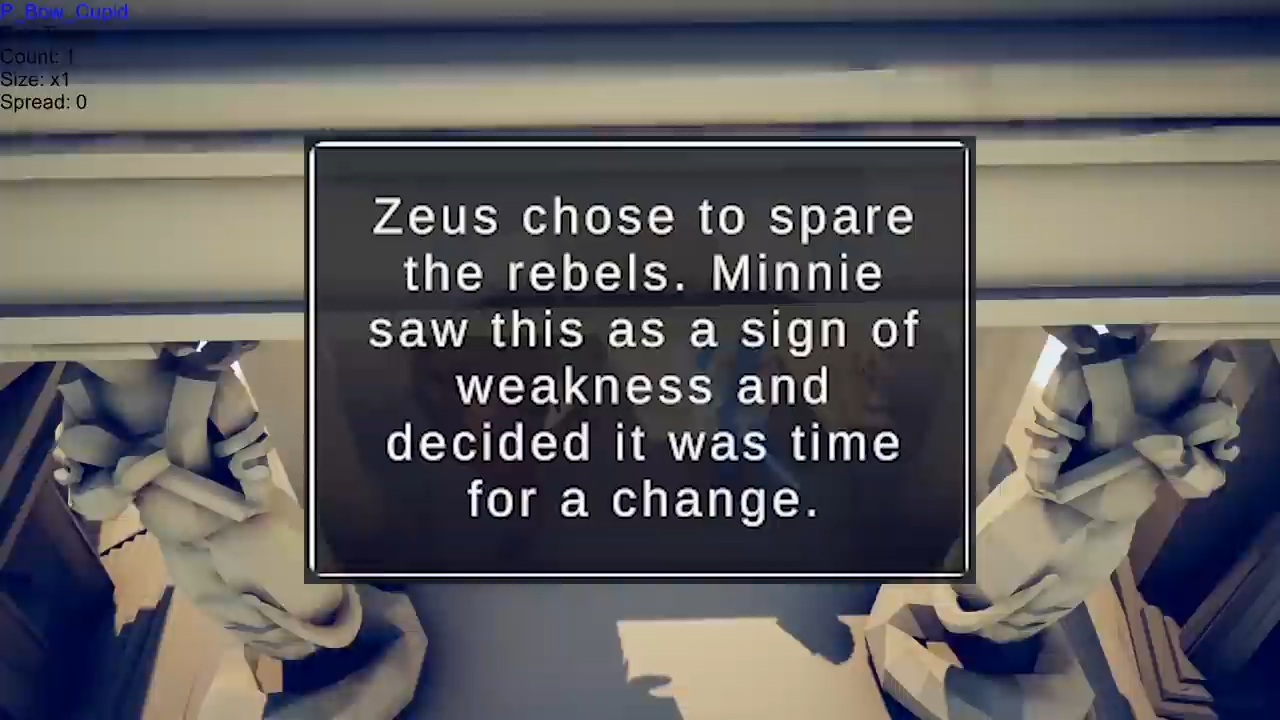 P_Bow_Cupid
Count: 1
Size: x1
Spread: 0
Zeus chose to spare
the rebels. Minnie
saw this as a sign of
weakness and
decided it was time
for a change.